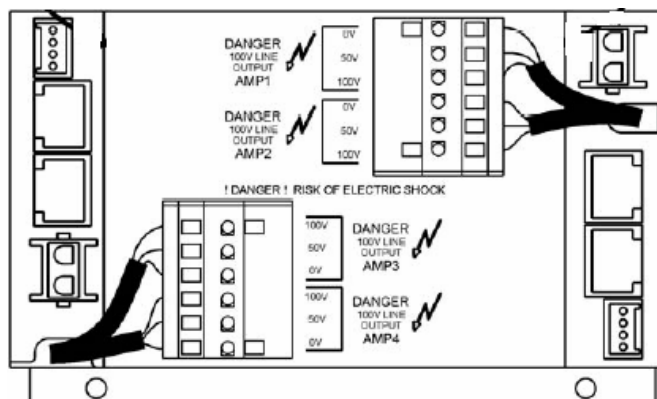 DANGER
100V LINE
OUTPUT
AMP1
0V
50V
100V
DANGER
100V LINE
OUTPUT
AMP2
0V
50V
100V
! DANGER ! RISK OF ELECTRIC SHOCK
100V
50V
0V
DANGER
100V LINE
OUTPUT
AMP3
100V
50V
0V
DANGER
100V LINE
OUTPUT
AMP4